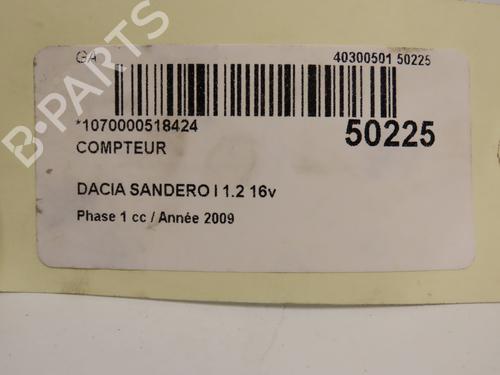 GA 40300501 50225
*1070000518424 50225
COMPTEUR
DACIA SANDERO I 1.2 16v
Phase 1 cc / Année 2009
B-PARTS